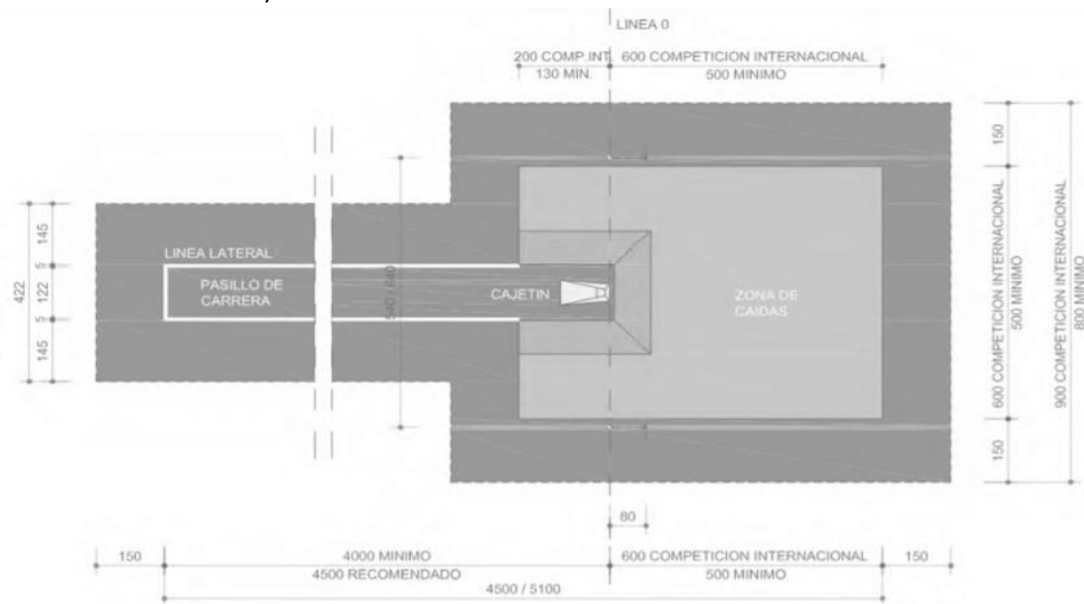 LINEA 0
200 COMP.INT. 600 COMPETICION INTERNACIONAL
130 MIN. 500 MINIMO
150
600 COMPETICION INTERNACIONAL
500 MINIMO
900 COMPETICION INTERNACIONAL
800 MINIMO
150
422
145
5
122
5
145
LINEA LATERAL
PASILLO DE
CARRERA
540 / 640
CAJETIN
ZONA DE
CAIDAS
80
150
4000 MINIMO
4500 RECOMENDADO
600 COMPETICION INTERNACIONAL
500 MINIMO
150
4500 / 5100